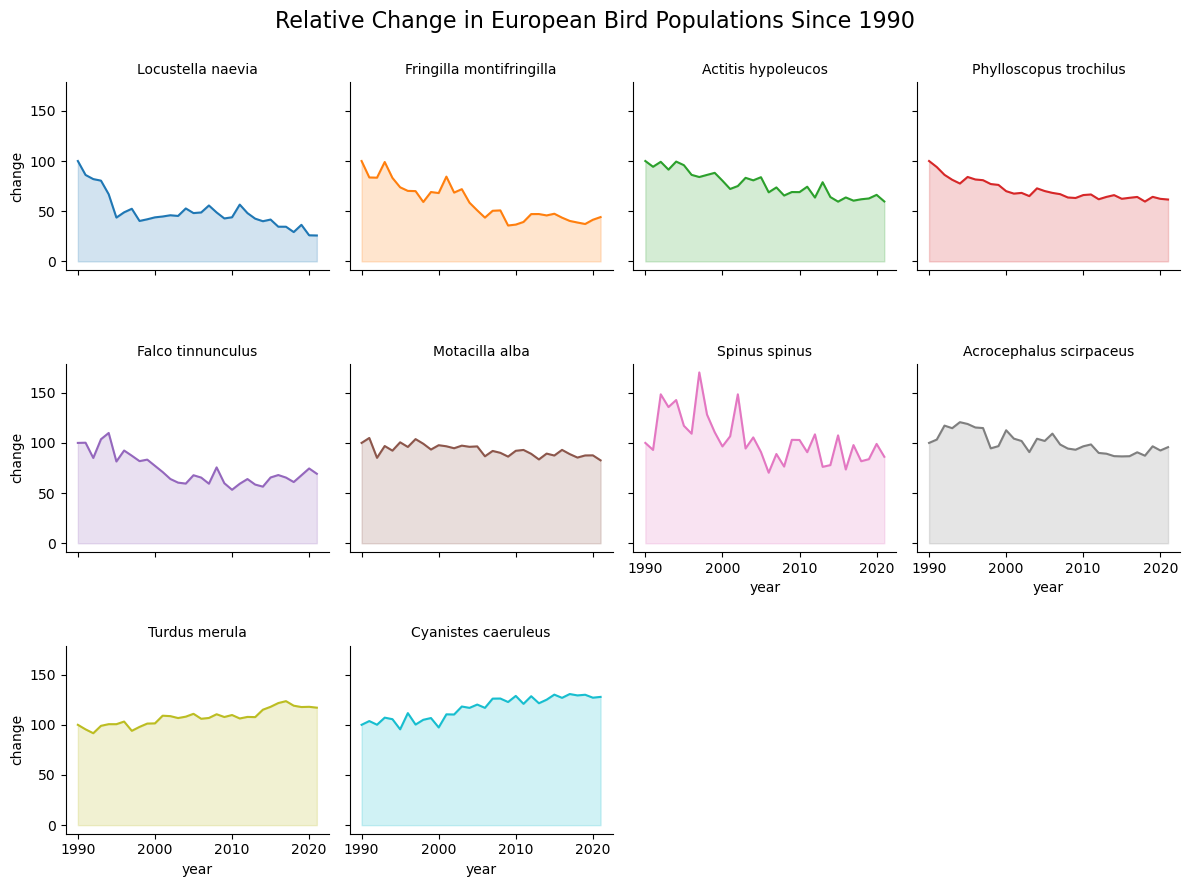 Relative Change in European Bird Populations Since 1990
Locustella naevia
Fringilla montifringilla
Actitis hypoleucos
Phylloscopus trochilus
150
100
50
0
change
Falco tinnunculus
Motacilla alba
Spinus spinus
Acrocephalus scirpaceus
150
100
50
0
change
1990 2000 2010 2020
year
1990 2000 2010 2020
year
Turdus merula
Cyanistes caeruleus
150
100
50
0
change
1990 2000 2010 2020
year
1990 2000 2010 2020
year